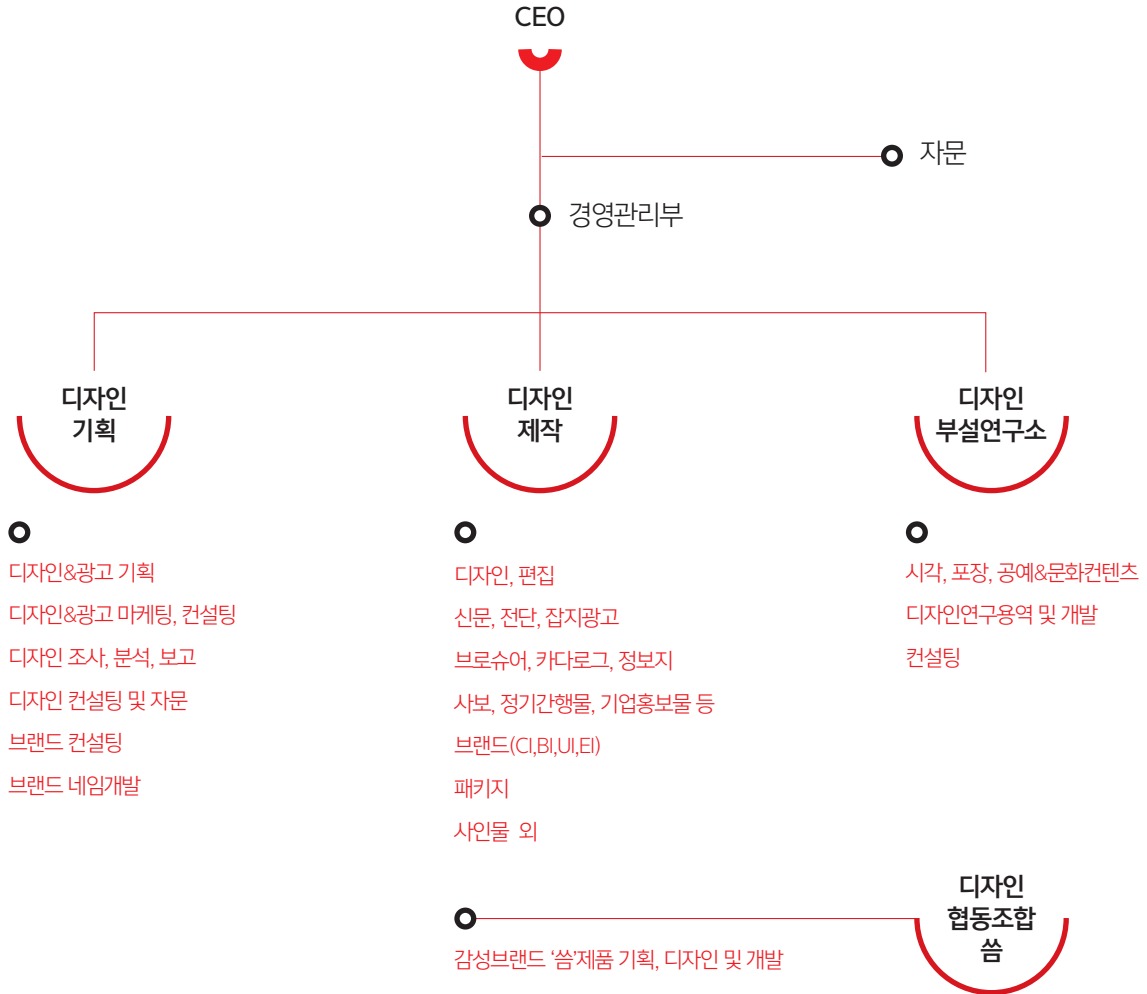 CEO
자문
경영관리부
디자인
기획
디자인
제작
디자인
부설연구소
디자인&광고 기획
디자인&광고 마케팅, 컨설팅
디자인 조사, 분석, 보고
디자인 컨설팅 및 자문
브랜드 컨설팅
브랜드 네임개발
디자인, 편집
신문, 전단, 잡지광고
브로슈어, 카다로그, 정보지
사보, 정기간행물, 기업홍보물 등
브랜드(CI,BI,UI,EI)
패키지
사인물 외
시각, 포장, 공예&문화컨텐츠
디자인연구용역 및 개발
컨설팅
디자인
협동조합
씀
감성브랜드 ‘씀’제품 기획, 디자인 및 개발